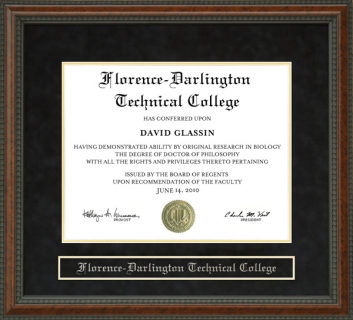 Florence-Darlington
Technical College
HAS CONFERRED UPON
DAVID GLASSIN
HAVING DEMONSTRATED ABILITY BY ORIGINAL RESEARCH IN BIOLOGY
THE DEGREE OF DOCTOR OF PHILOSOPHY
WITH ALL THE RIGHTS AND PRIVILEGES THERETO PERTAINING
ISSUED BY THE BOARD OF REGENTS
UPON RECOMMENDATION OF THE FACULTY
JUNE 14, 2010
PROVOST
PRESIDENT
Florence-Darlington Technical College